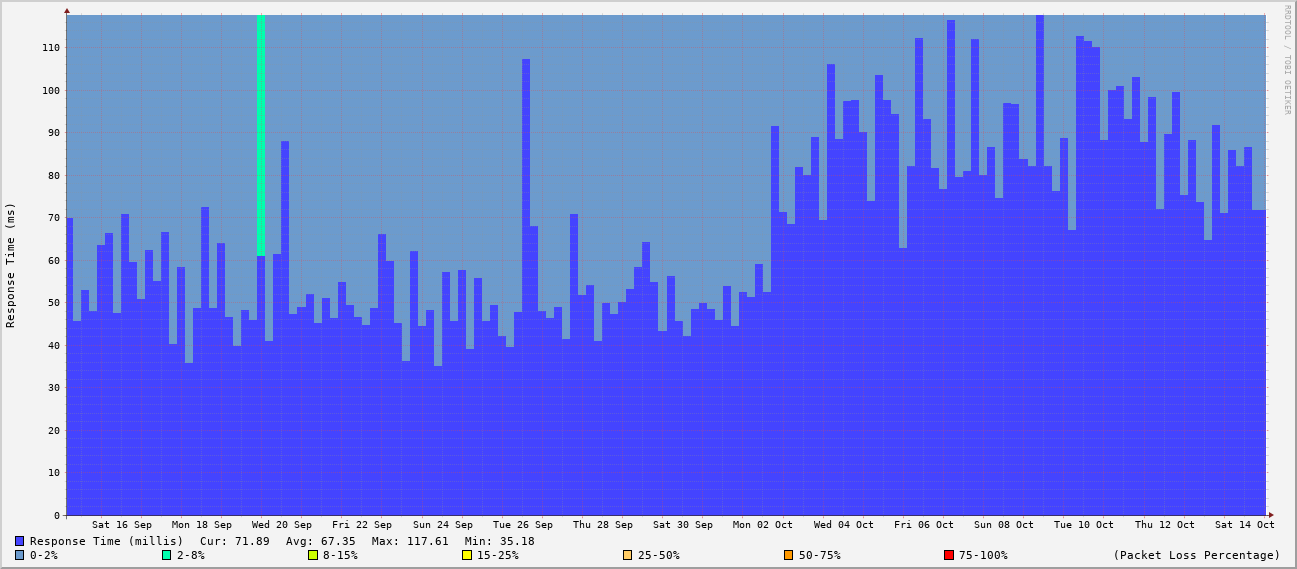 RRDTOOL / TOBI OETIKER
Response Time (ms)
110
100
90
80
70
60
50
40
30
20
10
0
Sat 16 Sep Mon 18 Sep Wed 20 Sep Fri 22 Sep Sun 24 Sep Tue 26 Sep Thu 28 Sep Sat 30 Sep Mon 02 Oct Wed 04 Oct Fri 06 Oct Sun 08 Oct Tue 10 Oct Thu 12 Oct Sat 14 Oct
Response Time (millis) Cur: 71.89 Avg: 67.35 Max: 117.61 Min: 35.18
0-2% 2-8% 8-15% 15-25% 25-50% 50-75% 75-100% (Packet Loss Percentage)